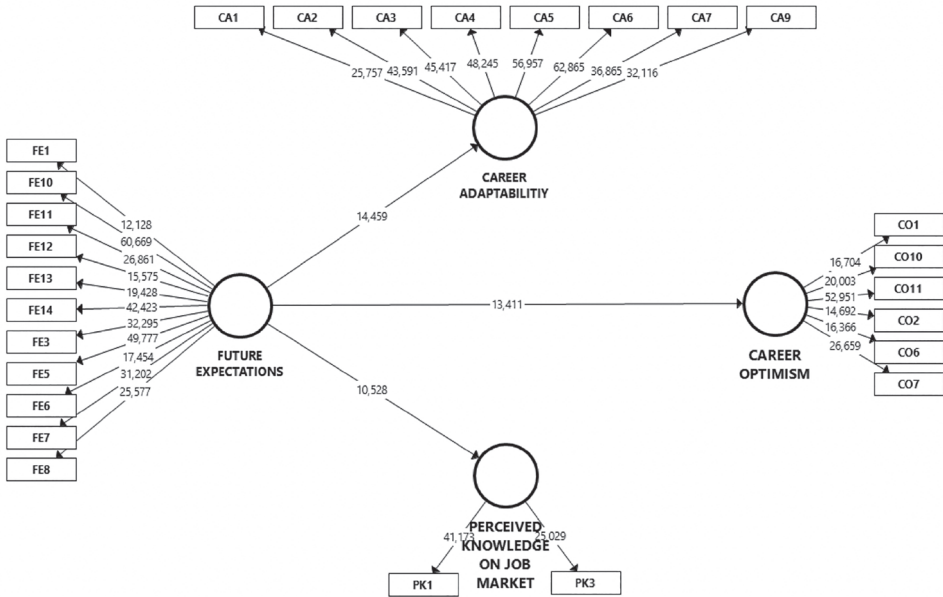 CA1 CA2 CA3 CA4 CA5 CA6 CA7 CA9
25,757 43,591 45,417 48,245 56,957 62,865 36,865 32,116
CAREER
ADAPTABILITIY
FE1
FE10
FE11
FE12
FE13
FE14
FE3
FE5
FE6
FE7
FE8
12,128
60,669
26,861
15,575
19,428
42,423
32,295
49,777
17,454
31,202
25,577
FUTURE
EXPECTATIONS
14,459
13,411
10,528
CAREER
OPTIMISM
16,704
20,003
52,951
14,692
16,366
26,659
CO1
CO10
CO11
CO2
CO6
CO7
PERCEIVED
KNOWLEDGE
ON JOB
MARKET
41,173 25,029
PK1 PK3